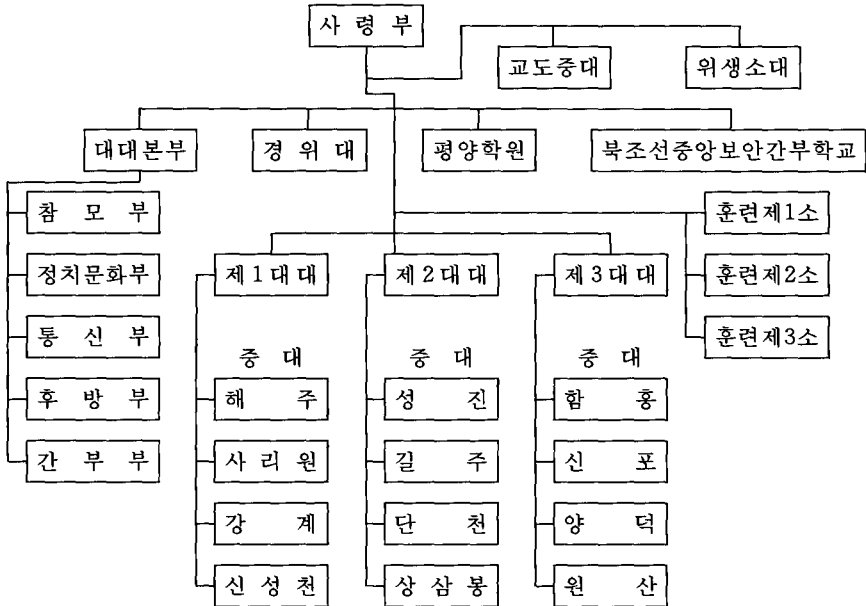 사 령 부
교도중대 위생소대
대대본부 경 위 대 평양학원 북조선중앙보안간부학교
참 모 부 훈련제1소
정치문화부 제1대대 제2대대 제3대대 훈련제2소
통 신 부 훈련제3소
중 대 중 대 중 대
후 방 부 해 주 성 진 함 흥
간 부 부 사 리 원 길 주 신 포
강 계 단 천 양 덕
신 성 천 상 삼 봉 원 산